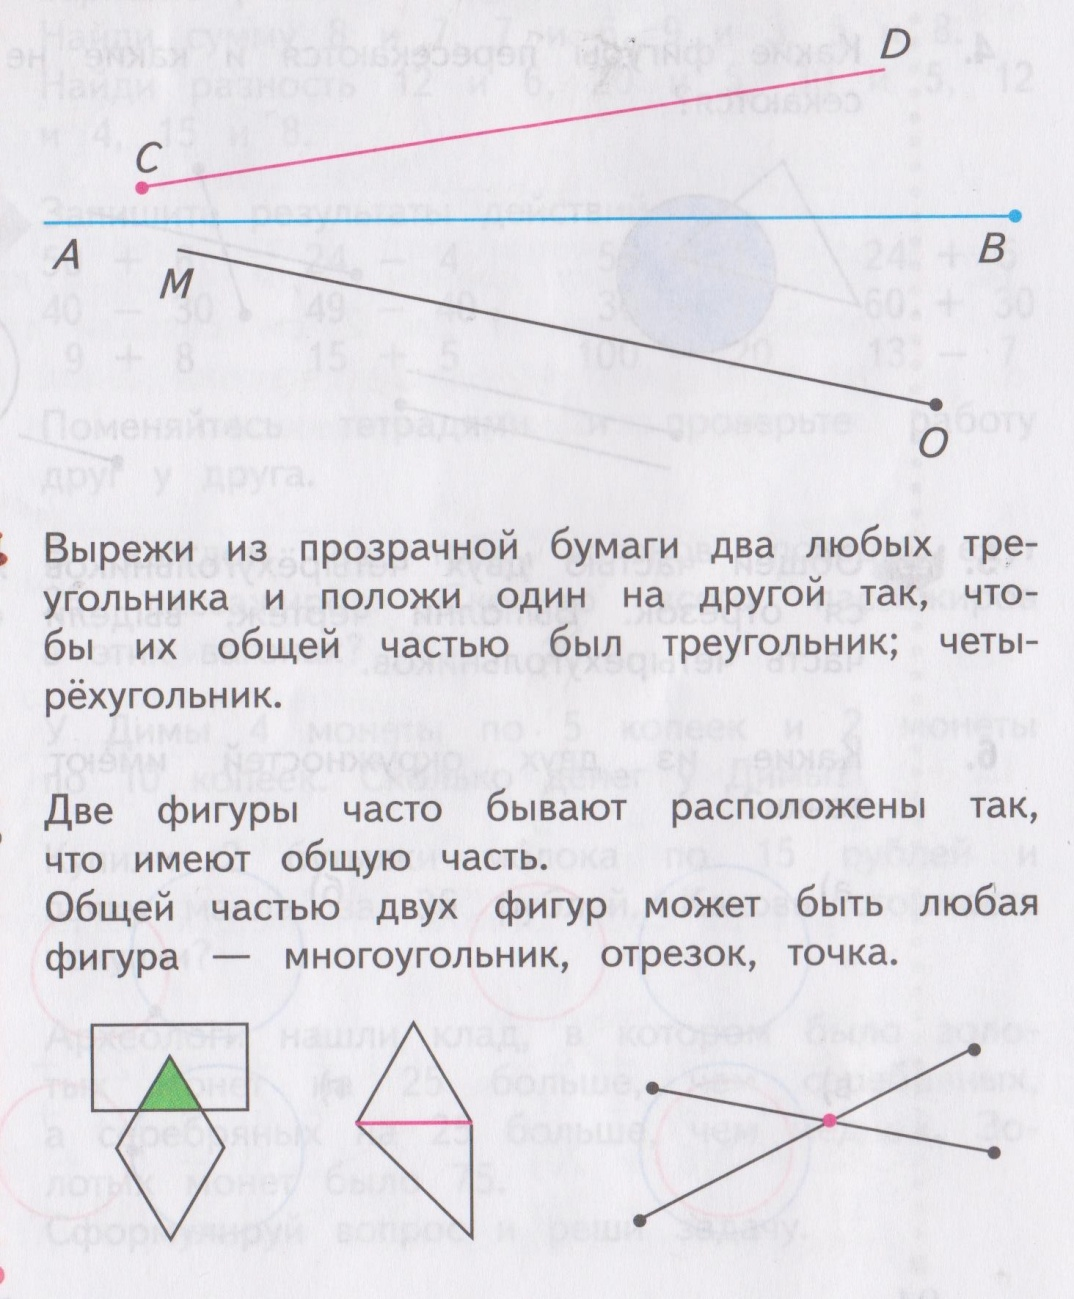 D
C
A
B
M
O
Вырежи из прозрачной бумаги два любых тре-
угольника и положи один на другой так, что-
бы их общей частью был треугольник; четы-
рёхугольник.
Две фигуры часто бывают расположены так,
что имеют общую часть.
Общей частью двух фигур может быть любая
фигура — многоугольник, отрезок, точка.